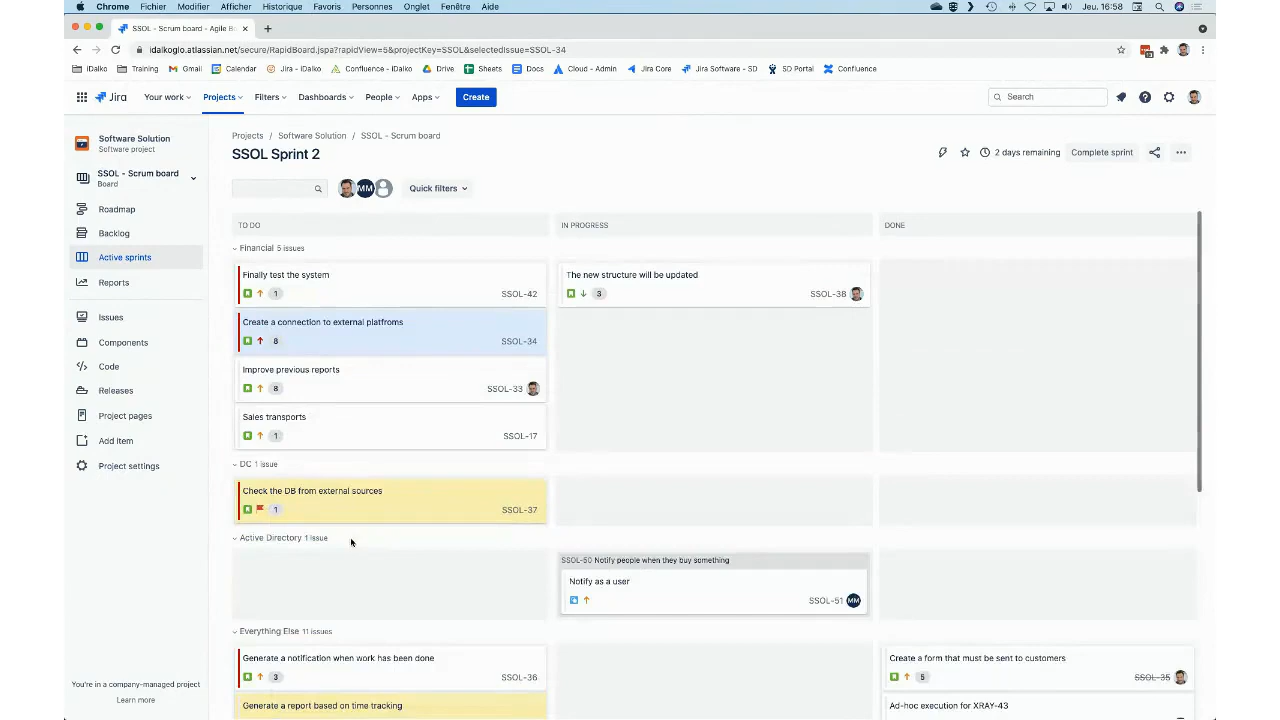 Chrome Fichier Modifier Afficher Historique Favoris Personnes Onglet Fenêtre Aide Jeu. 16:58
SSOL - Scrum board - Agile B
idalkoglo.atlassian.net/secure/RapidBoard.jspa?rapidView=5&projectKey=SSOL&selectedIssue=SSOL-34
iDalko Training Gmail Calendar Jira - iDalko Confluence - iDalko Drive Sheets Docs Cloud - Admin Jira Core Jira Software - SD SD Portal Confluence
Jira Your work Projects Filters Dashboards People Apps Create Search
Software Solution
Software project
SSOL - Scrum board
Board
Roadmap
Backlog
Active sprints
Reports
Issues
Components
Code
Releases
Project pages
Add item
Project settings
You're in a company-managed project
Learn more
Projects / Software Solution / SSOL - Scrum board
SSOL Sprint 2
2 days remaining Complete sprint
MM Quick filters
TO DO IN PROGRESS DONE
Financial 5 issues
Finally test the system
1 SSOL-42
The new structure will be updated
3 SSOL-38
Create a connection to external platfroms
8 SSOL-34
Improve previous reports
8 SSOL-33
Sales transports
1 SSOL-17
DC 1 issue
Check the DB from external sources
1 SSOL-37
Active Directory 1 issue
SSOL-50 Notify people when they buy something
Notify as a user
SSOL-51 MM
Everything Else 11 issues
Generate a notification when work has been done
3 SSOL-36
Create a form that must be sent to customers
5 SSOL-35
Generate a report based on time tracking
Ad-hoc execution for XRAY-43